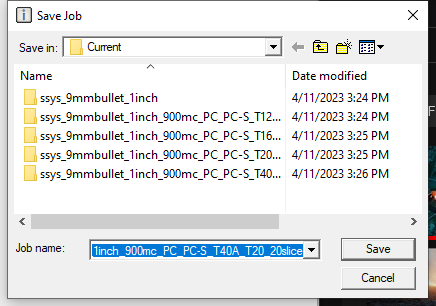 Save Job
Save in: Current
Name Date modified
ssys_9mmbullet_1inch 4/11/2023 3:24 PM
ssys_9mmbullet_1inch_900mc_PC_PC-S_T12... 4/11/2023 3:24 PM
ssys_9mmbullet_1inch_900mc_PC_PC-S_T16... 4/11/2023 3:25 PM
ssys_9mmbullet_1inch_900mc_PC_PC-S_T20... 4/11/2023 3:25 PM
ssys_9mmbullet_1inch_900mc_PC_PC-S_T40... 4/11/2023 3:26 PM
Job name: 1inch_900mc_PC_PC-S_T40A_T20_20slice Save
Cancel